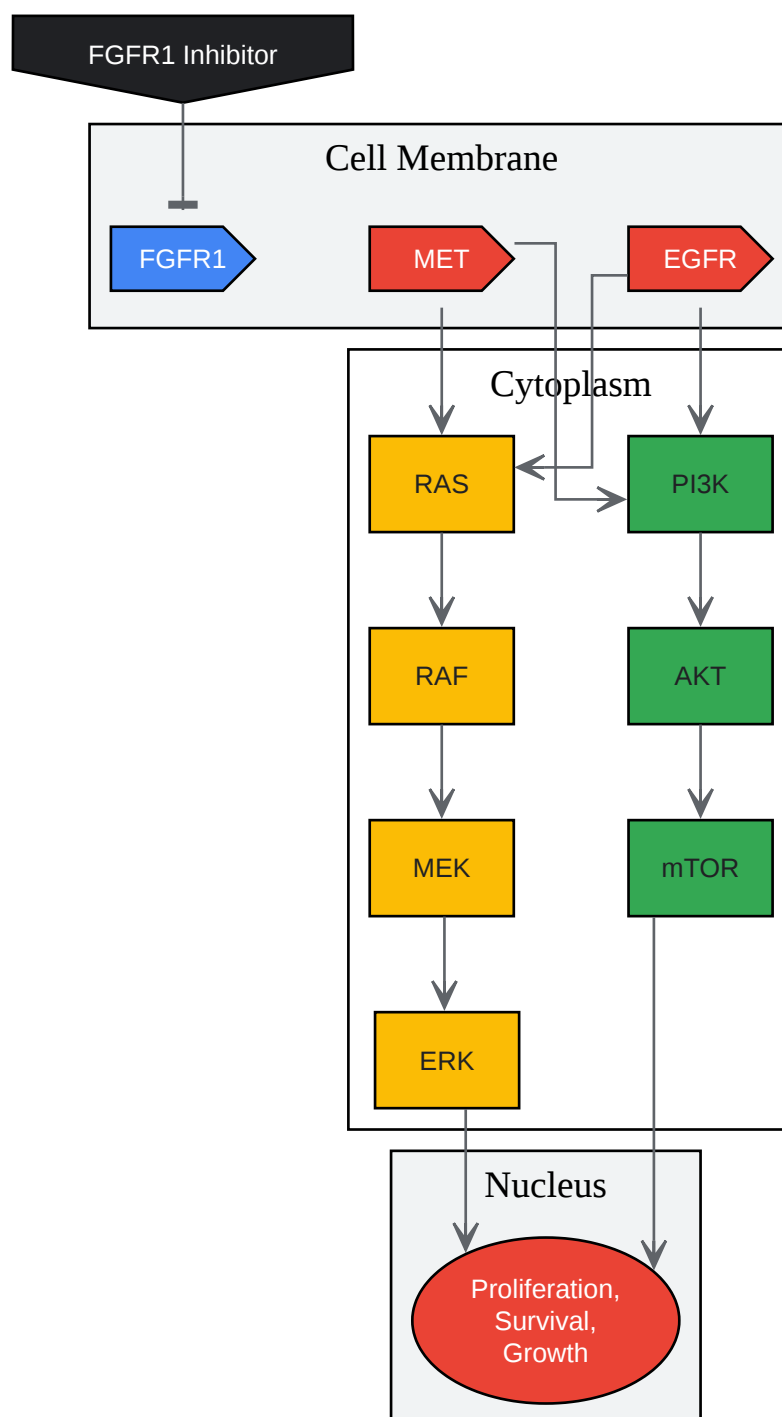 FGFR1 Inhibitor
Cell Membrane
FGFR1
MET
EGFR
Cytoplasm
RAS
PI3K
RAF
AKT
MEK
mTOR
ERK
Nucleus
Proliferation,
Survival,
Growth